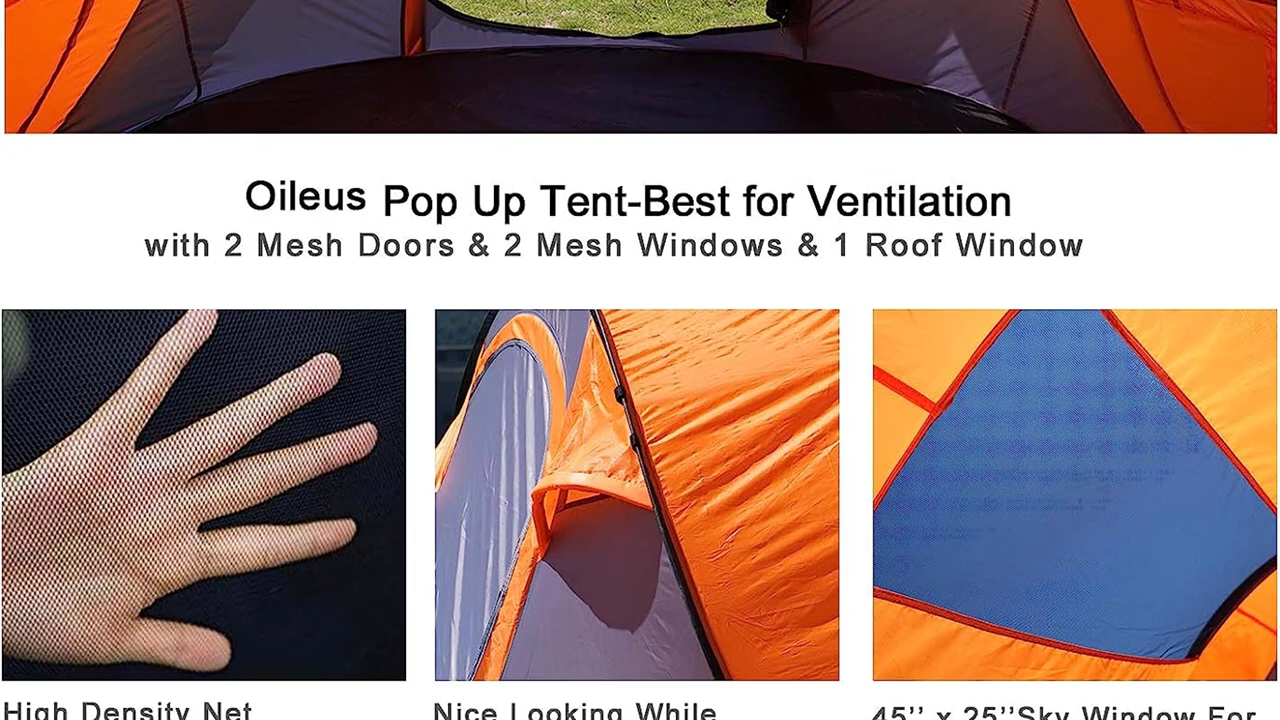 Oileus Pop Up Tent-Best for Ventilation
with 2 Mesh Doors & 2 Mesh Windows & 1 Roof Window
High Density Net
Nice Looking While
45’’ x 25’’Sky Window For